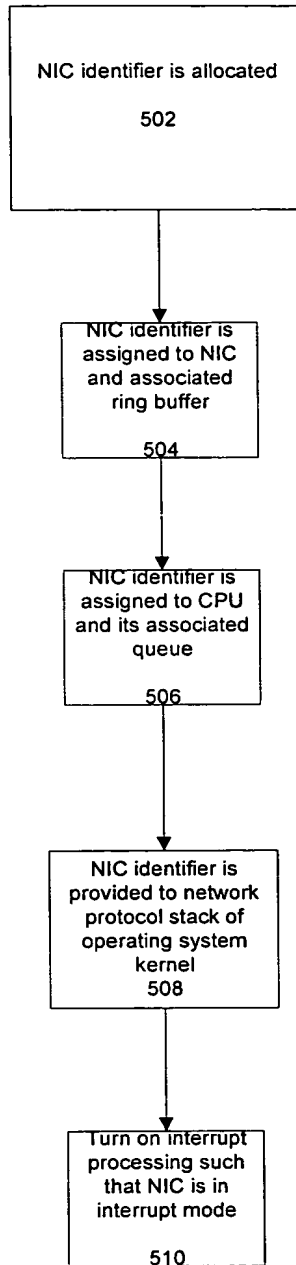 NIC identifier is allocated
502
NIC identifier is
assigned to NIC
and associated
ring buffer
504
NIC identifier is
assigned to CPU
and its associated
queue
506
NIC identifier is
provided to network
protocol stack of
operating system
kernel
508
Turn on interrupt
processing such
that NIC is in
interrupt mode
510